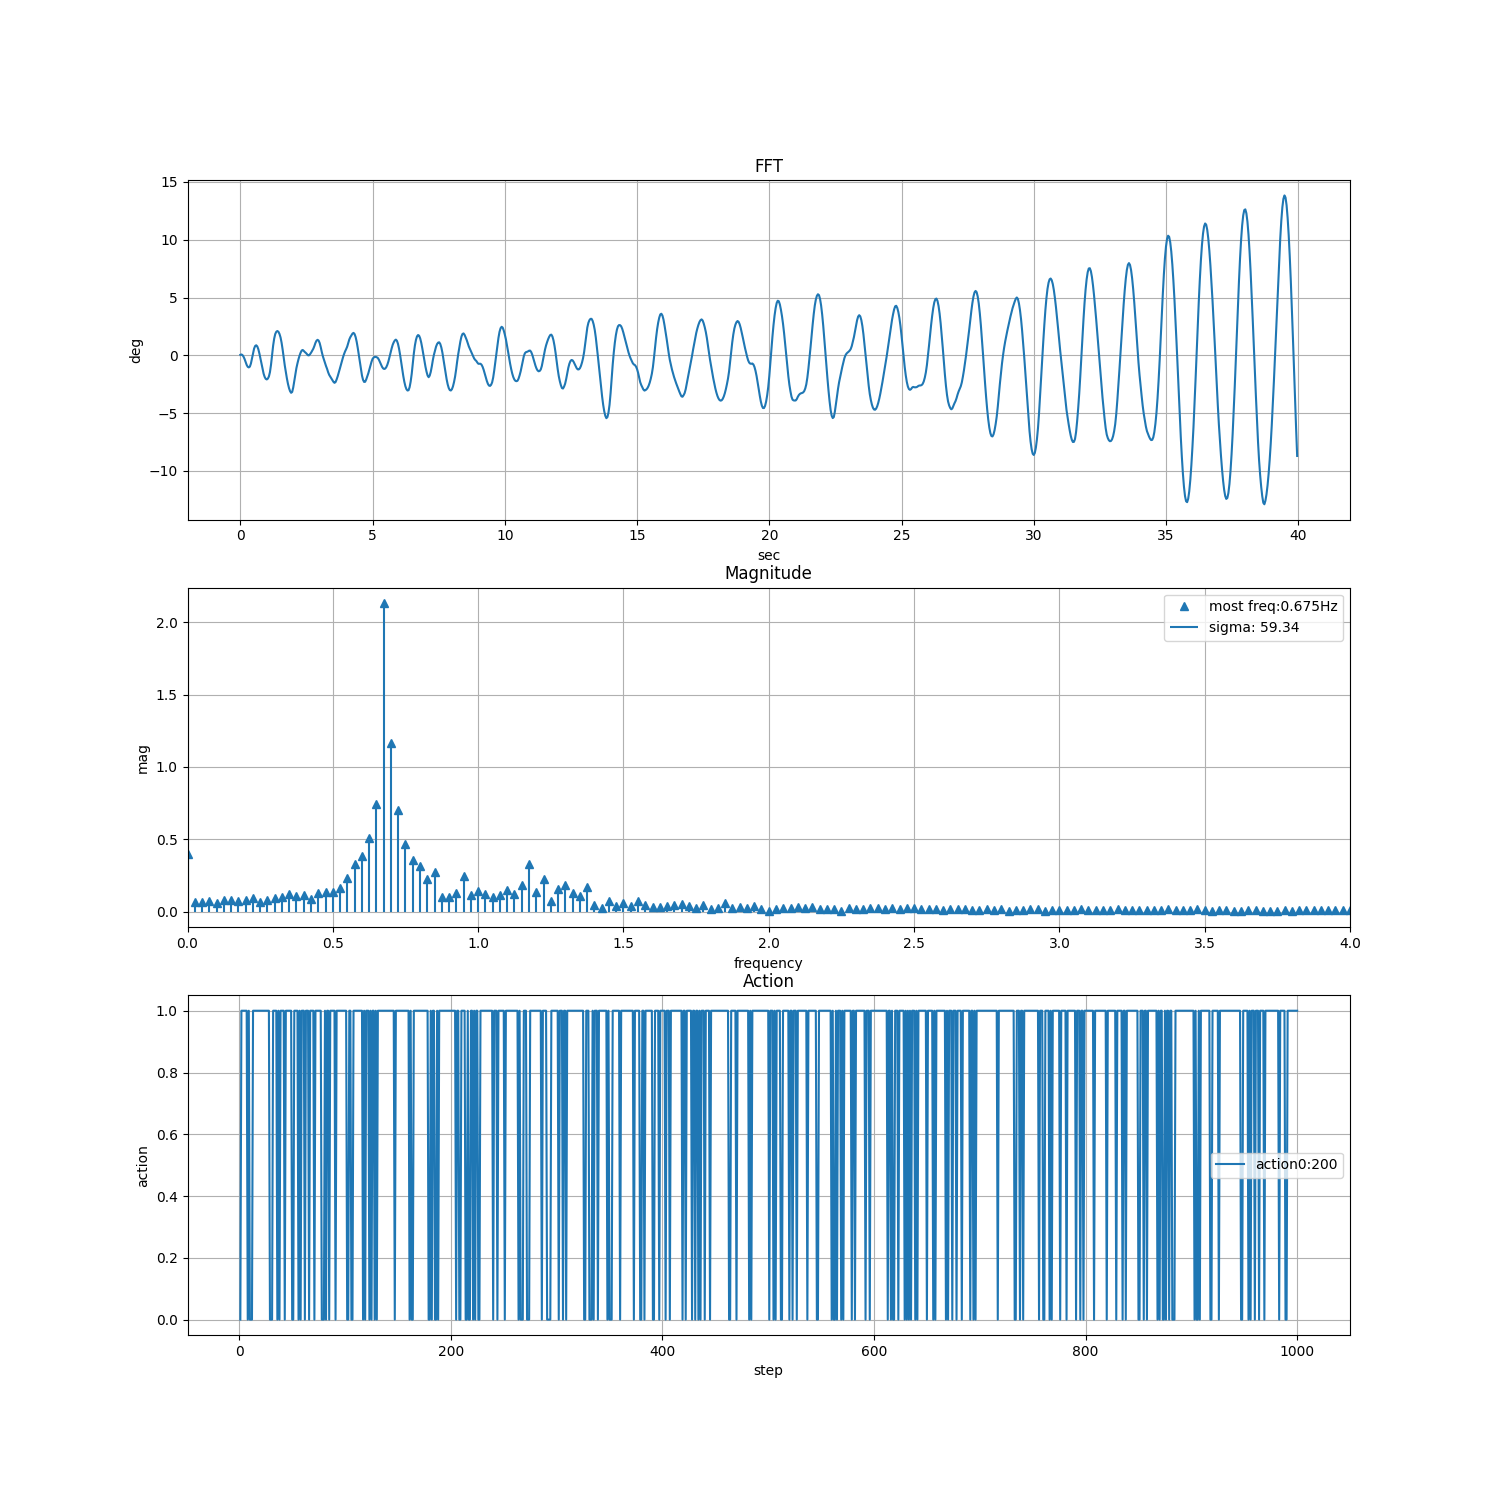 FFT
15
10
5
0
−5
−10
deg
0 5 10 15 20 25 30 35 40
sec
Magnitude
most freq:0.675Hz
sigma: 59.34
2.0
1.5
1.0
0.5
0.0
mag
0.0 0.5 1.0 1.5 2.0 2.5 3.0 3.5 4.0
frequency
Action
1.0
0.8
0.6
0.4
0.2
0.0
action
action0:200
0 200 400 600 800 1000
step